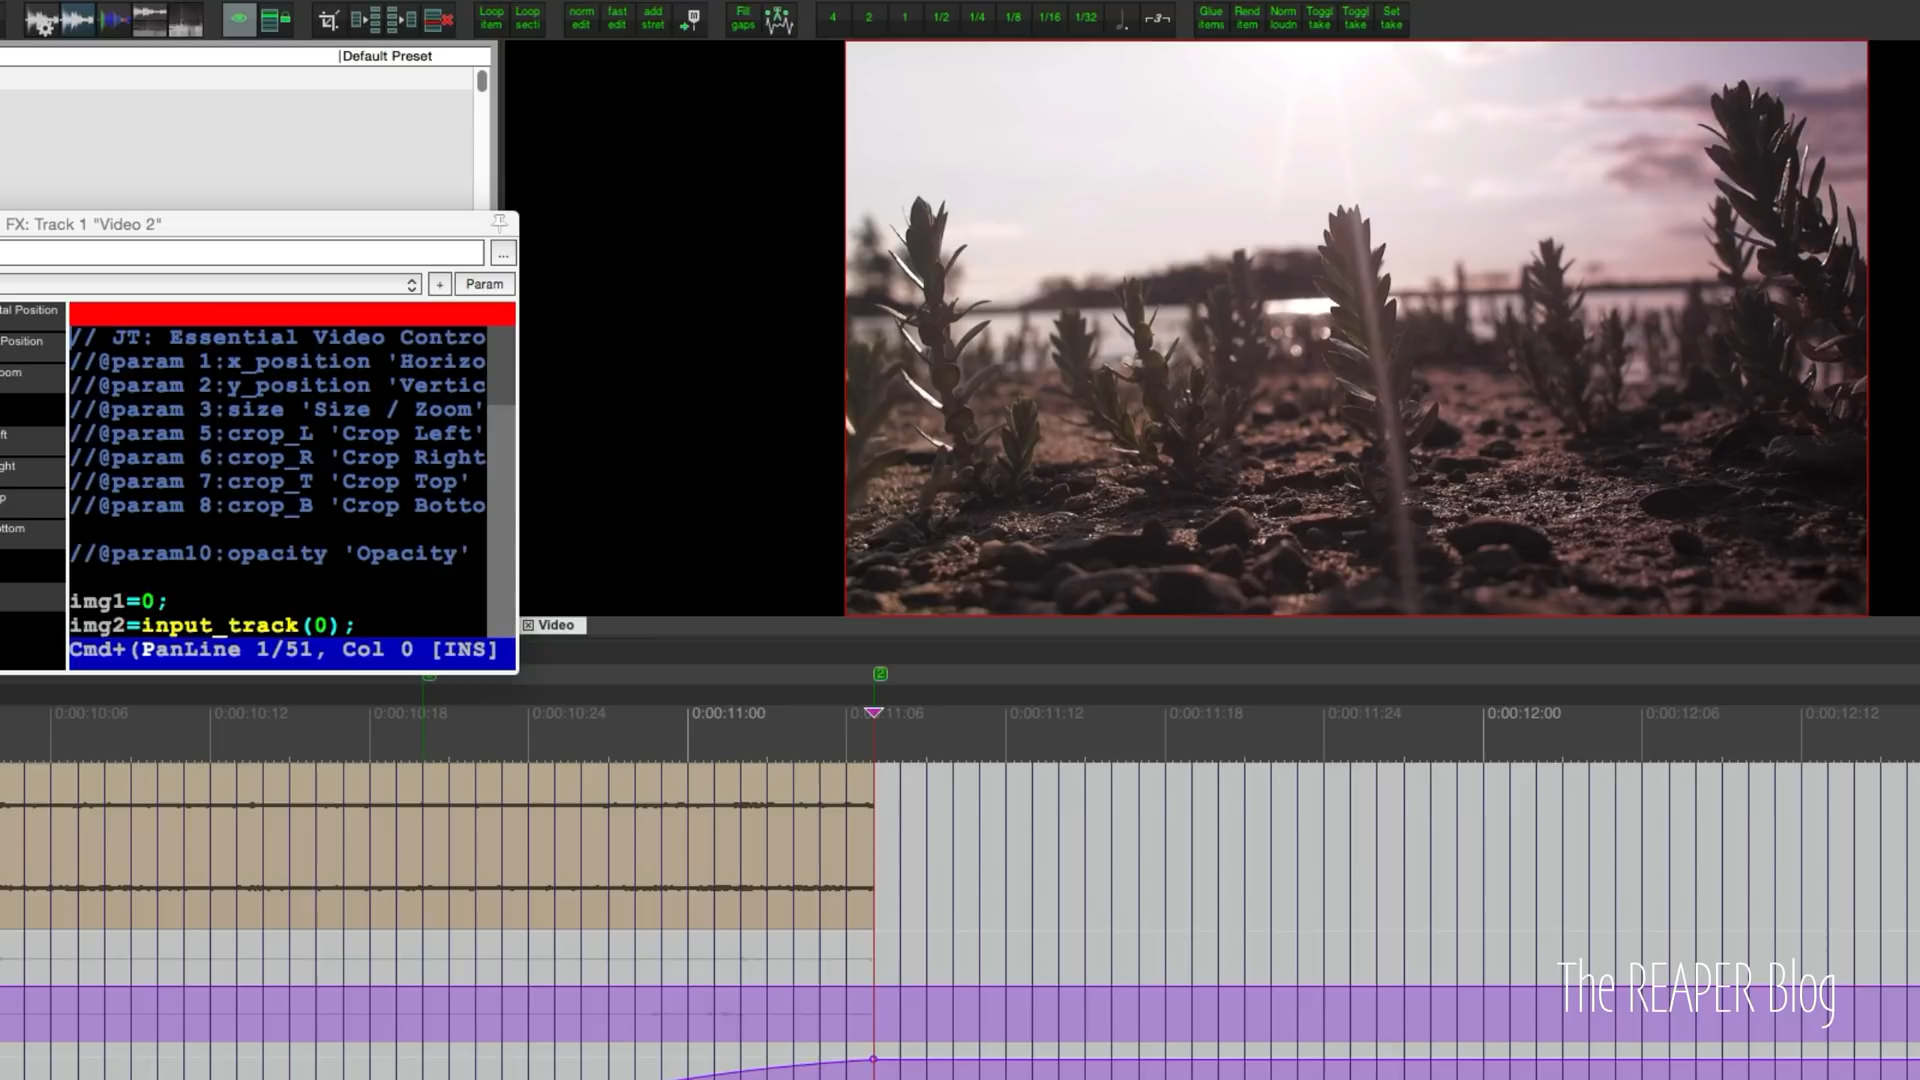 Loop item
Loop secti
norm edit
fast edit
add stret
Fill gaps
4 2 1 1/2 1/4 1/8 1/16 1/32
-3-
Glue items
Rend item
Norm loudn
Toggl take
Toggl take
Set take
Default Preset
FX: Track 1 "Video 2"
...
+ Param
tal Position
Position
oom
ft
ght
p
ottom
// JT: Essential Video Contro
//@param 1:x_position 'Horizo
//@param 2:y_position 'Vertic
//@param 3:size 'Size / Zoom'
//@param 5:crop_L 'Crop Left'
//@param 6:crop_R 'Crop Right
//@param 7:crop_T 'Crop Top'
//@param 8:crop_B 'Crop Botto
//@param10:opacity 'Opacity'
img1=0;
img2=input_track(0);
Cmd+(PanLine 1/51, Col 0 [INS]
Video
2
0:00:10:06 0:00:10:12 0:00:10:18 0:00:10:24 0:00:11:00 0:00:11:06 0:00:11:12 0:00:11:18 0:00:11:24 0:00:12:00 0:00:12:06 0:00:12:12
The REAPER Blog